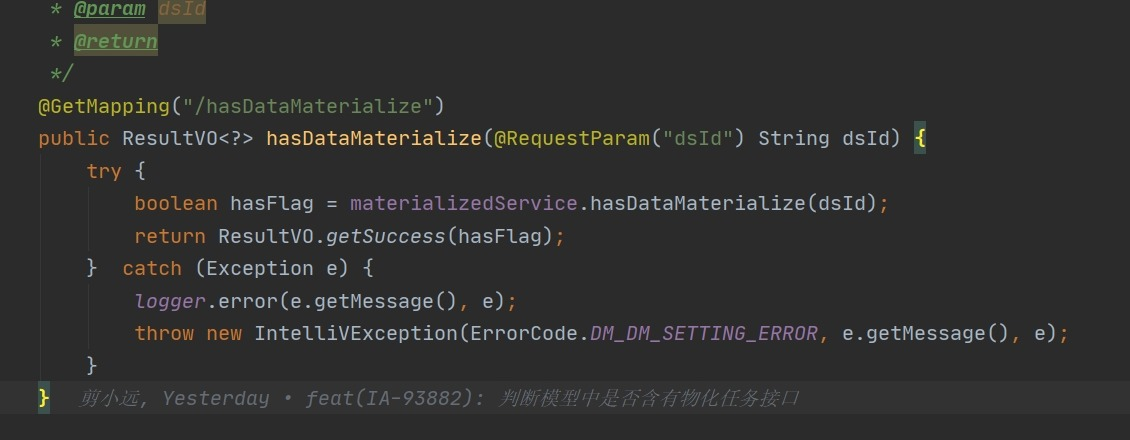 * @param dsId
* @return
*/
@GetMapping("/hasDataMaterialize")
public ResultVO<?> hasDataMaterialize(@RequestParam("dsId") String dsId) {
try {
boolean hasFlag = materializedService.hasDataMaterialize(dsId);
return ResultVO.getSuccess(hasFlag);
} catch (Exception e) {
logger.error(e.getMessage(), e);
throw new IntelliVException(ErrorCode.DM_DM_SETTING_ERROR, e.getMessage(), e);
}
} 剪小远, Yesterday • feat(IA-93882): 判断模型中是否含有物化任务接口